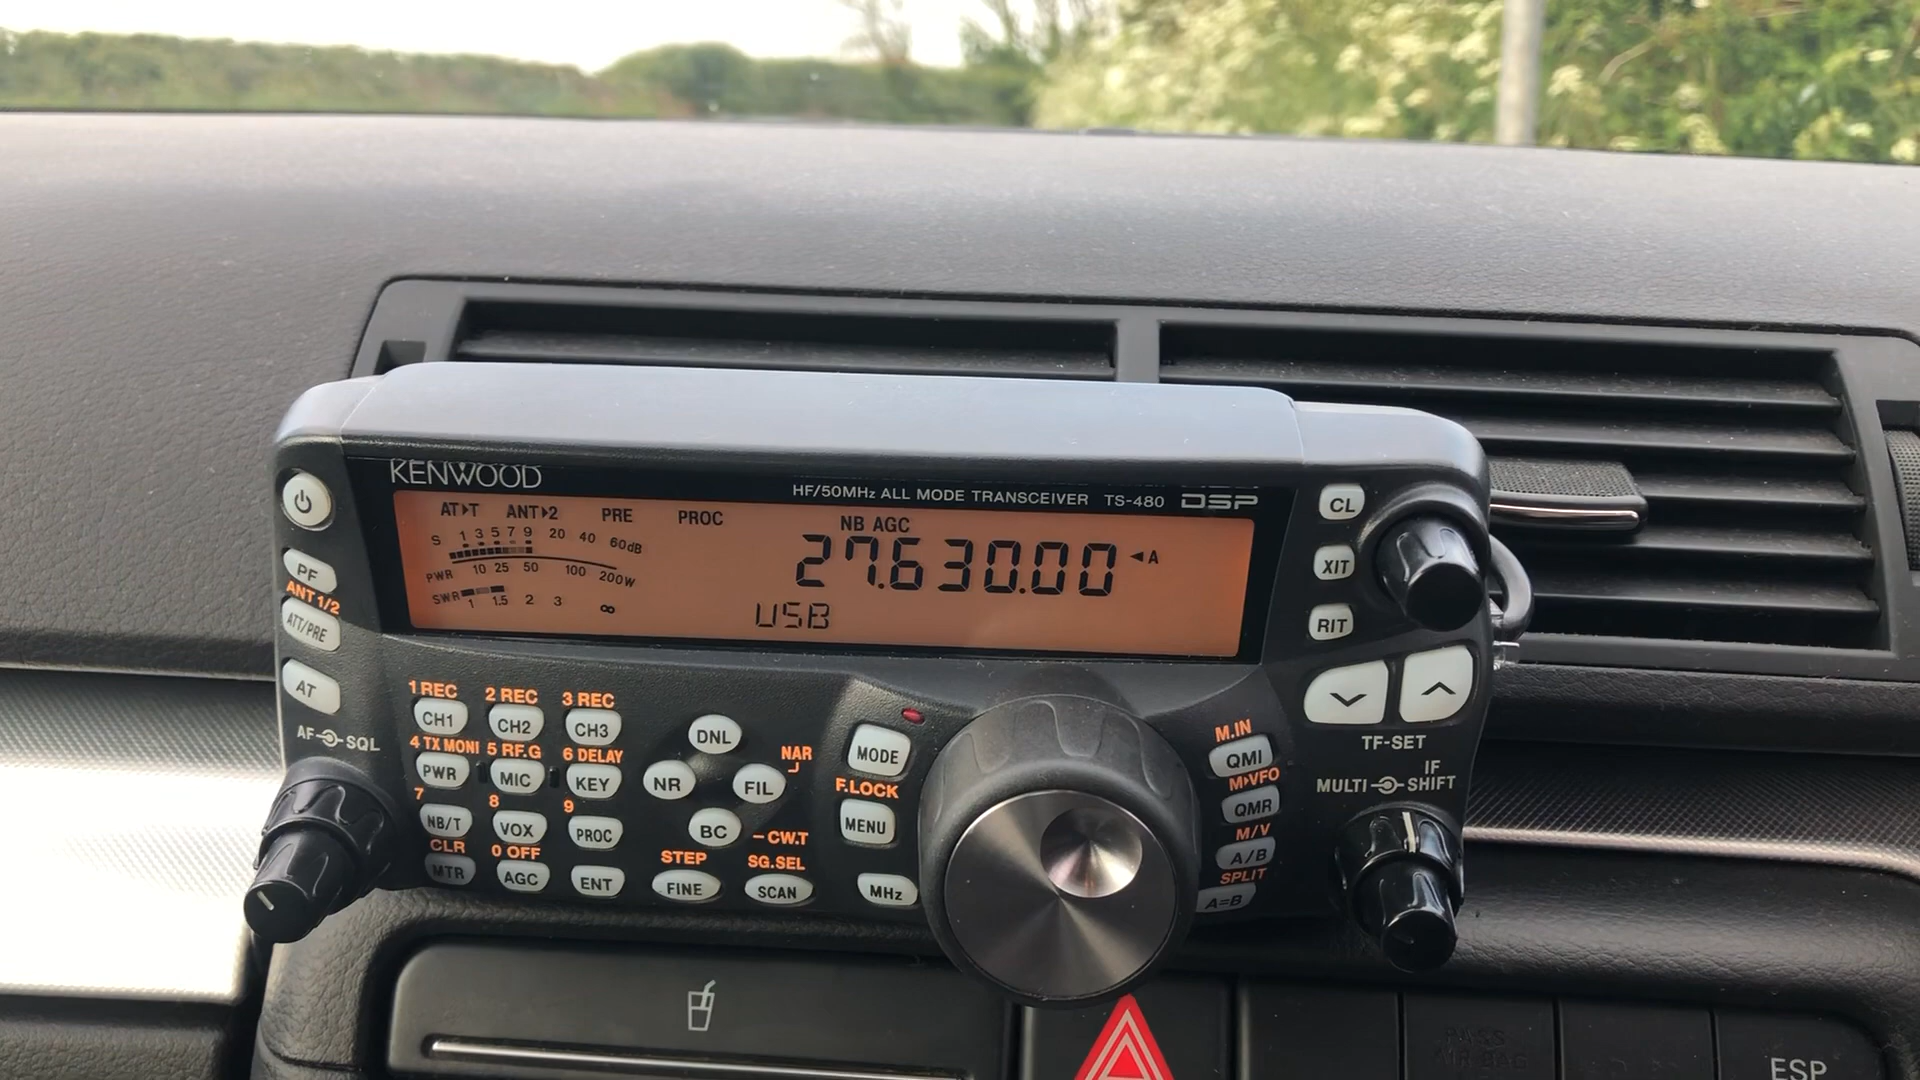 KENWOOD
HF/50MHz ALL MODE TRANSCEIVER TS-480 DSP
AT▸T ANT▸2 PRE PROC NB AGC
S 1 3 5 7 9 20 40 60dB
27.630.00 ◄A
PWR 10 25 50 100 200W
SWR 1 1.5 2 3 ∞
USB
PF
ANT 1/2
ATT/PRE
AT
AF SQL
1 REC 2 REC 3 REC
CH1 CH2 CH3
4 TX MONI 5 RF.G 6 DELAY
PWR MIC KEY
7 8 9
NB/T VOX PROC
CLR 0 OFF
MTR AGC ENT
DNL
NAR
NR FIL
BC
–CW.T
STEP SG.SEL
FINE SCAN
MODE
F.LOCK
MENU
MHz
M.IN
QMI
M▸VFO
QMR
M/V
A/B
SPLIT
A=B
CL
XIT
RIT
TF-SET
IF
MULTI SHIFT
PASS
AIR BAG
ESP